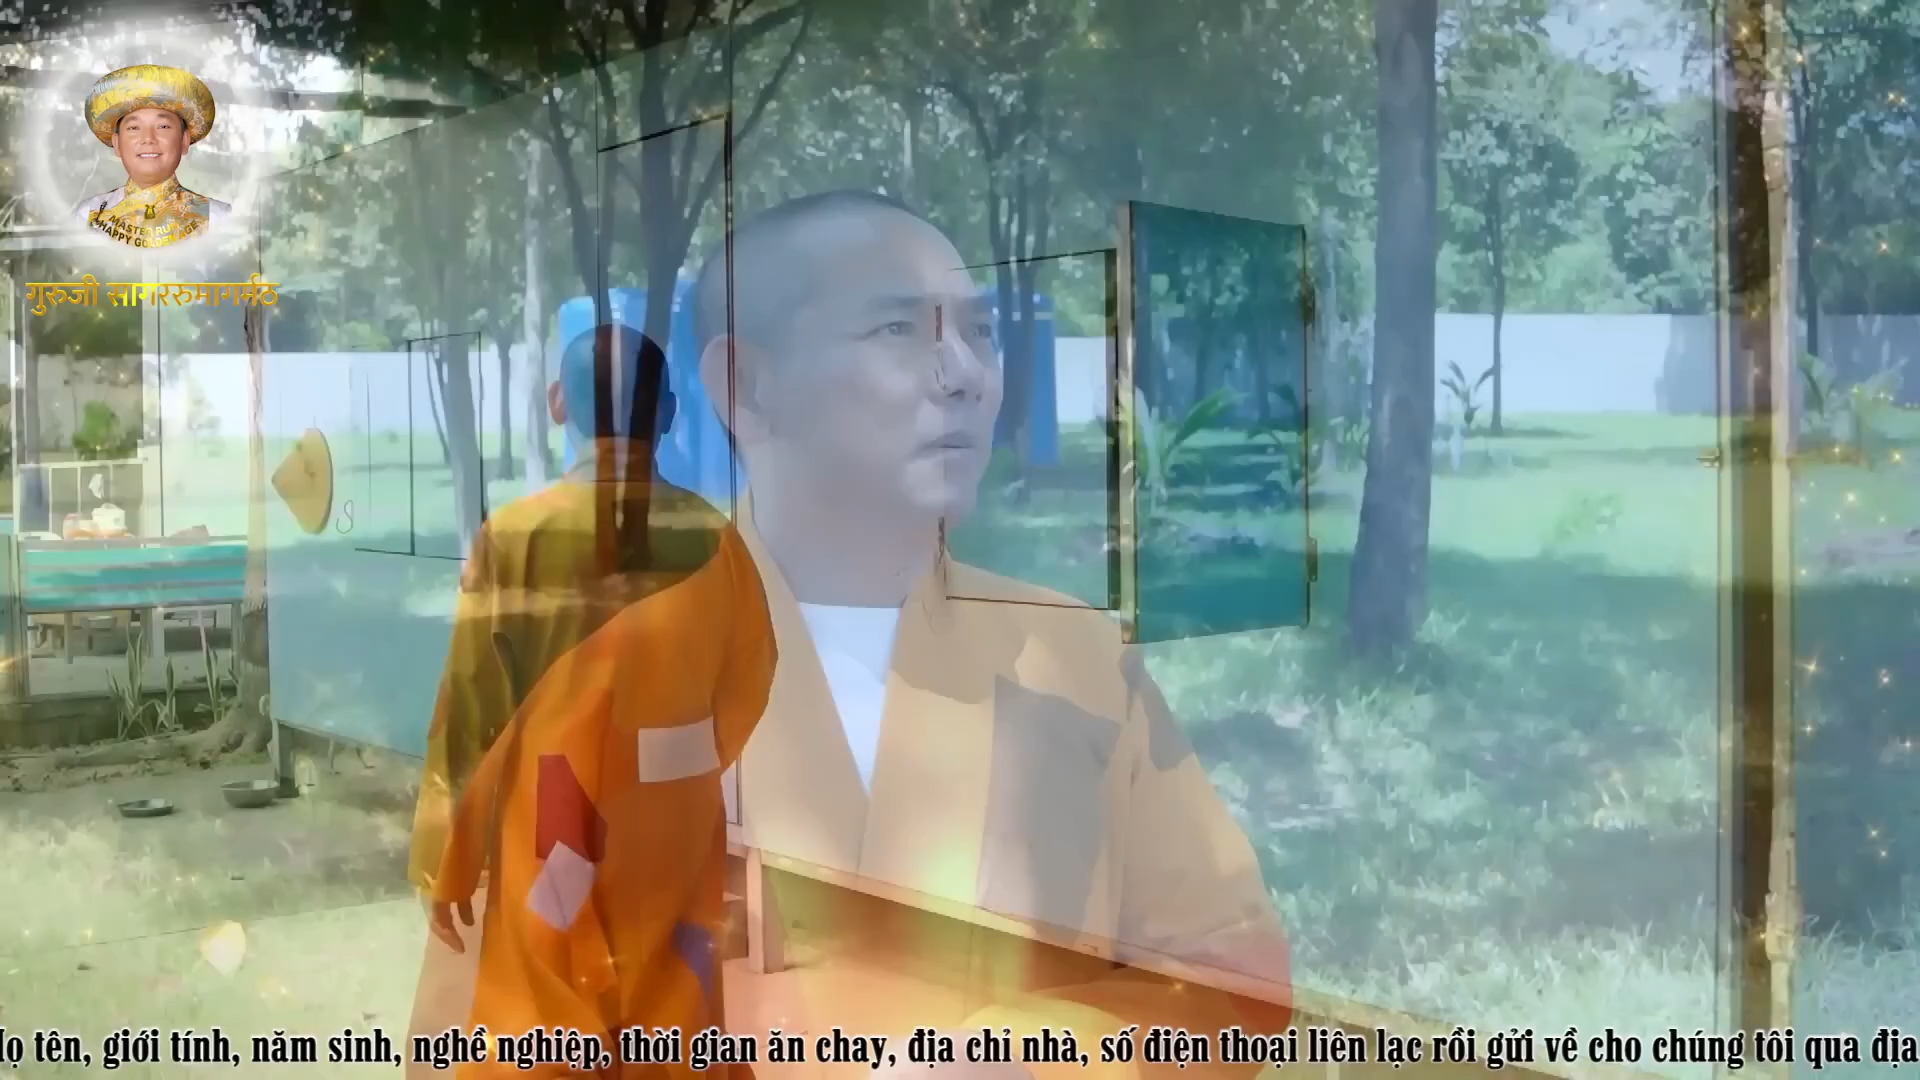 MASTER RUMA
HAPPY GOLDEN AGE
गुरुजी सागररुमागर्मठ
tên, giới tính, năm sinh, nghề nghiệp, thời gian ăn chay, địa chỉ nhà, số điện thoại liên lạc rồi gửi về cho chúng tôi qua địa